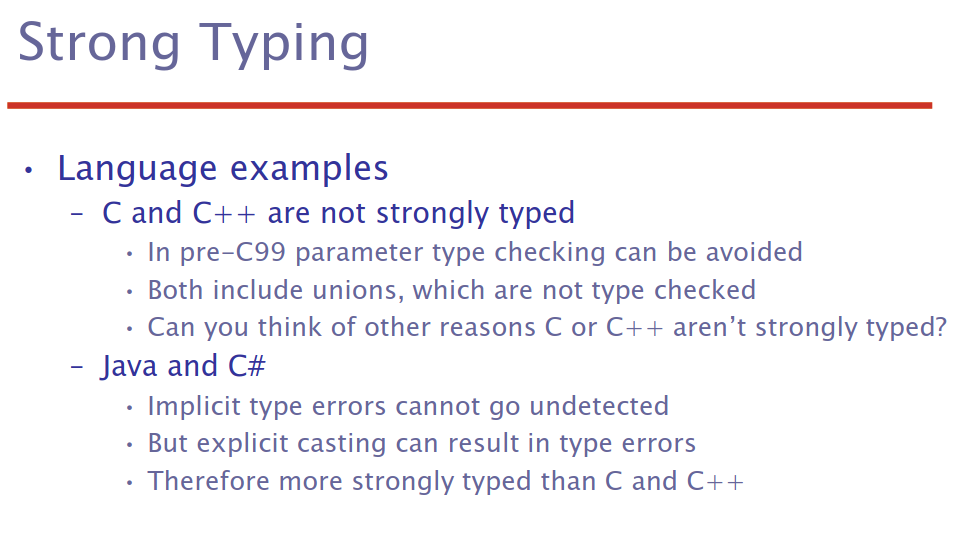 Strong Typing
• Language examples
– C and C++ are not strongly typed
• In pre-C99 parameter type checking can be avoided
• Both include unions, which are not type checked
• Can you think of other reasons C or C++ aren’t strongly typed?
– Java and C#
• Implicit type errors cannot go undetected
• But explicit casting can result in type errors
• Therefore more strongly typed than C and C++